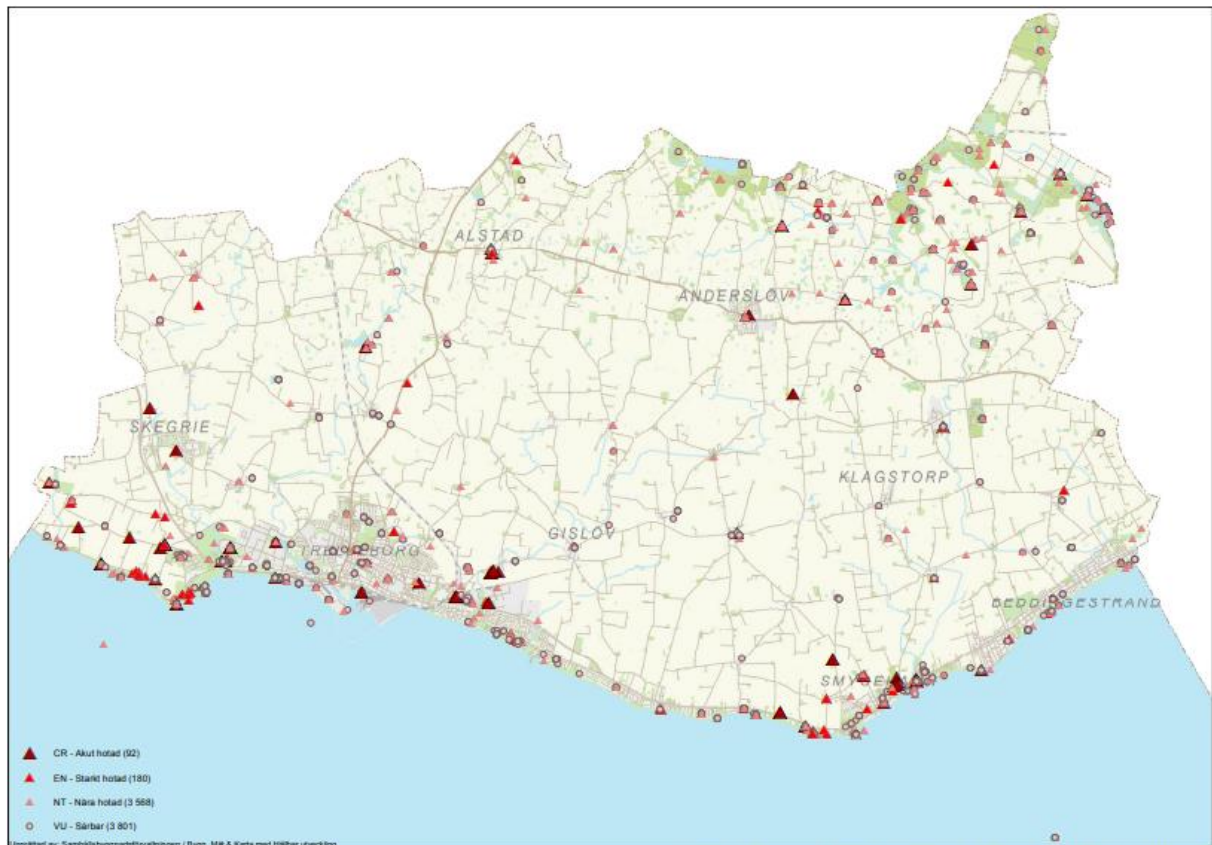 ALSTAD
ANDERSLÖV
SKEGRIE
KLAGSTORP
GISLÖV
TRELLEBORG
BEDDINGESTRAND
CR - Akut hotad (92)
EN - Starkt hotad (180)
NT - Nära hotad (3 568)
VU - Sårbar (3 801)